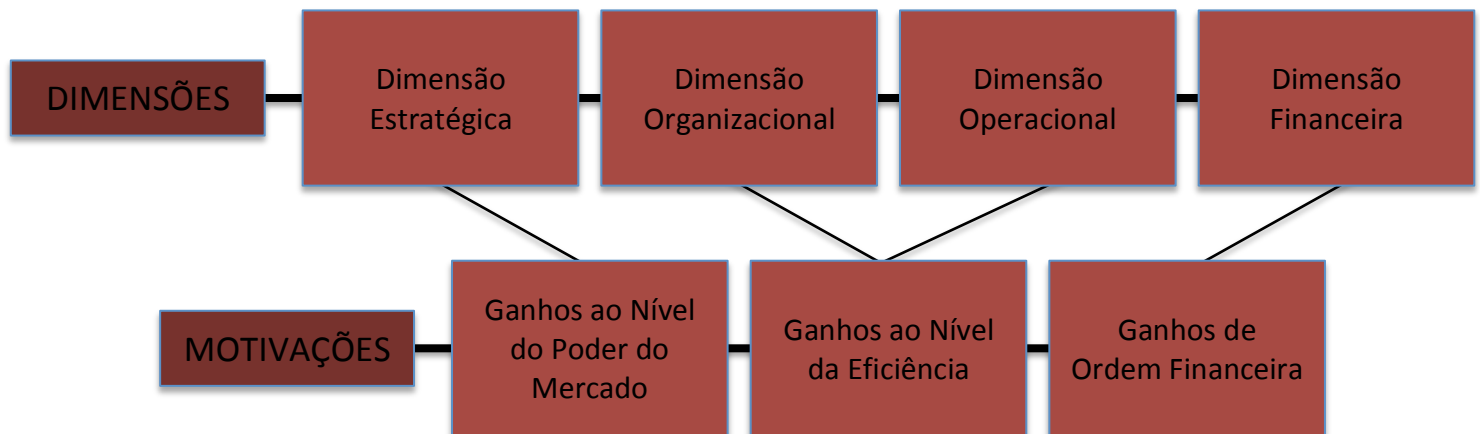 DIMENSÕES
Dimensão
Estratégica
Dimensão
Organizacional
Dimensão
Operacional
Dimensão
Financeira
MOTIVAÇÕES
Ganhos ao Nível
do Poder do
Mercado
Ganhos ao Nível
da Eficiência
Ganhos de
Ordem Financeira